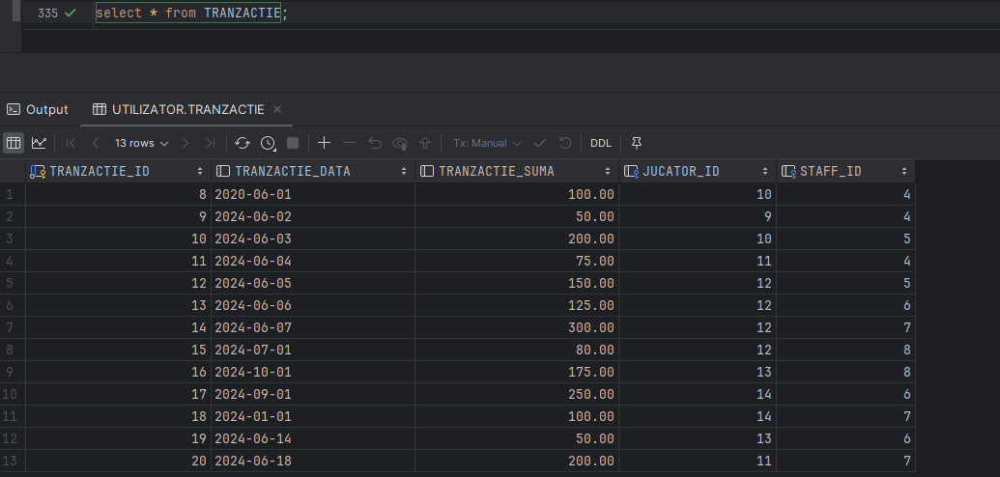 335 select * from TRANZACTIE;
Output UTILIZATOR.TRANZACTIE
13 rows Tx: Manual DDL
TRANZACTIE_ID TRANZACTIE_DATA TRANZACTIE_SUMA JUCATOR_ID STAFF_ID
1 8 2020-06-01 100.00 10 4
2 9 2024-06-02 50.00 9 4
3 10 2024-06-03 200.00 10 5
4 11 2024-06-04 75.00 11 4
5 12 2024-06-05 150.00 12 5
6 13 2024-06-06 125.00 12 6
7 14 2024-06-07 300.00 12 7
8 15 2024-07-01 80.00 12 8
9 16 2024-10-01 175.00 13 8
10 17 2024-09-01 250.00 14 6
11 18 2024-01-01 100.00 14 7
12 19 2024-06-14 50.00 13 6
13 20 2024-06-18 200.00 11 7